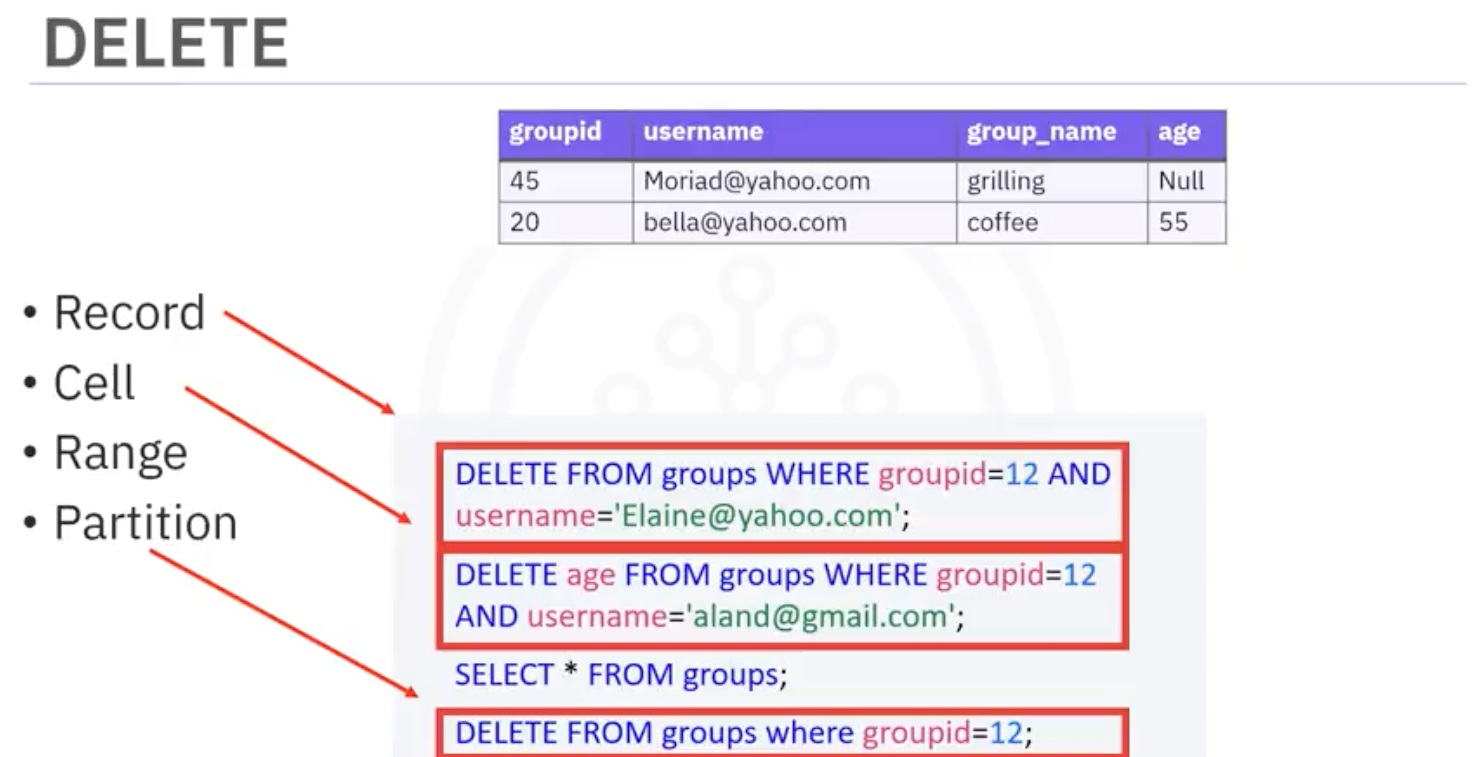 DELETE
groupid username group_name age
45 Moriad@yahoo.com grilling Null
20 bella@yahoo.com coffee 55
• Record
• Cell
• Range
• Partition
DELETE FROM groups WHERE groupid=12 AND
username='Elaine@yahoo.com';
DELETE age FROM groups WHERE groupid=12
AND username='aland@gmail.com';
SELECT * FROM groups;
DELETE FROM groups where groupid=12;